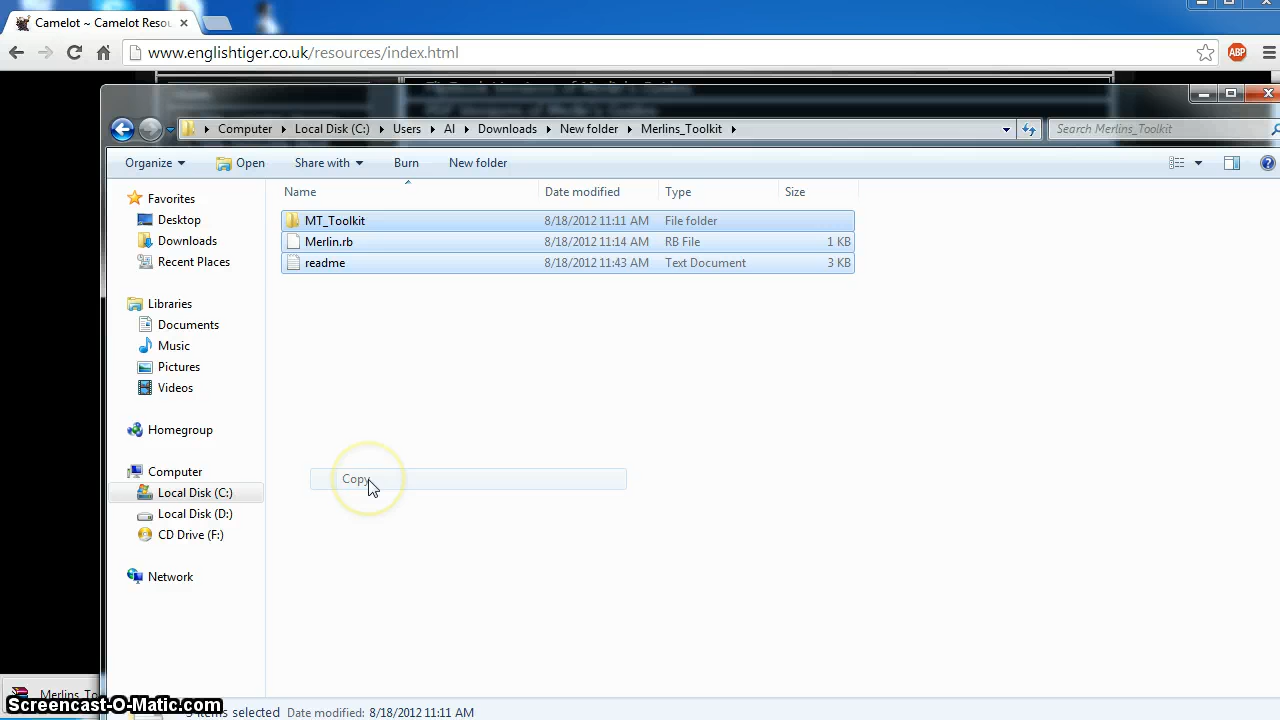 Camelot ~ Camelot Resou
www.englishtiger.co.uk/resources/index.html
ABP
Computer Local Disk (C:) Users Al Downloads New folder Merlins_Toolkit
Search Merlins_Toolkit
Organize Open Share with Burn New folder
Name Date modified Type Size
MT_Toolkit 8/18/2012 11:11 AM File folder
Merlin.rb 8/18/2012 11:14 AM RB File 1 KB
readme 8/18/2012 11:43 AM Text Document 3 KB
Favorites
Desktop
Downloads
Recent Places
Libraries
Documents
Music
Pictures
Videos
Homegroup
Computer
Local Disk (C:)
Local Disk (D:)
CD Drive (F:)
Network
Copy
Merlins_To
Screencast-O-Matic.com
items selected Date modified: 8/18/2012 11:11 AM